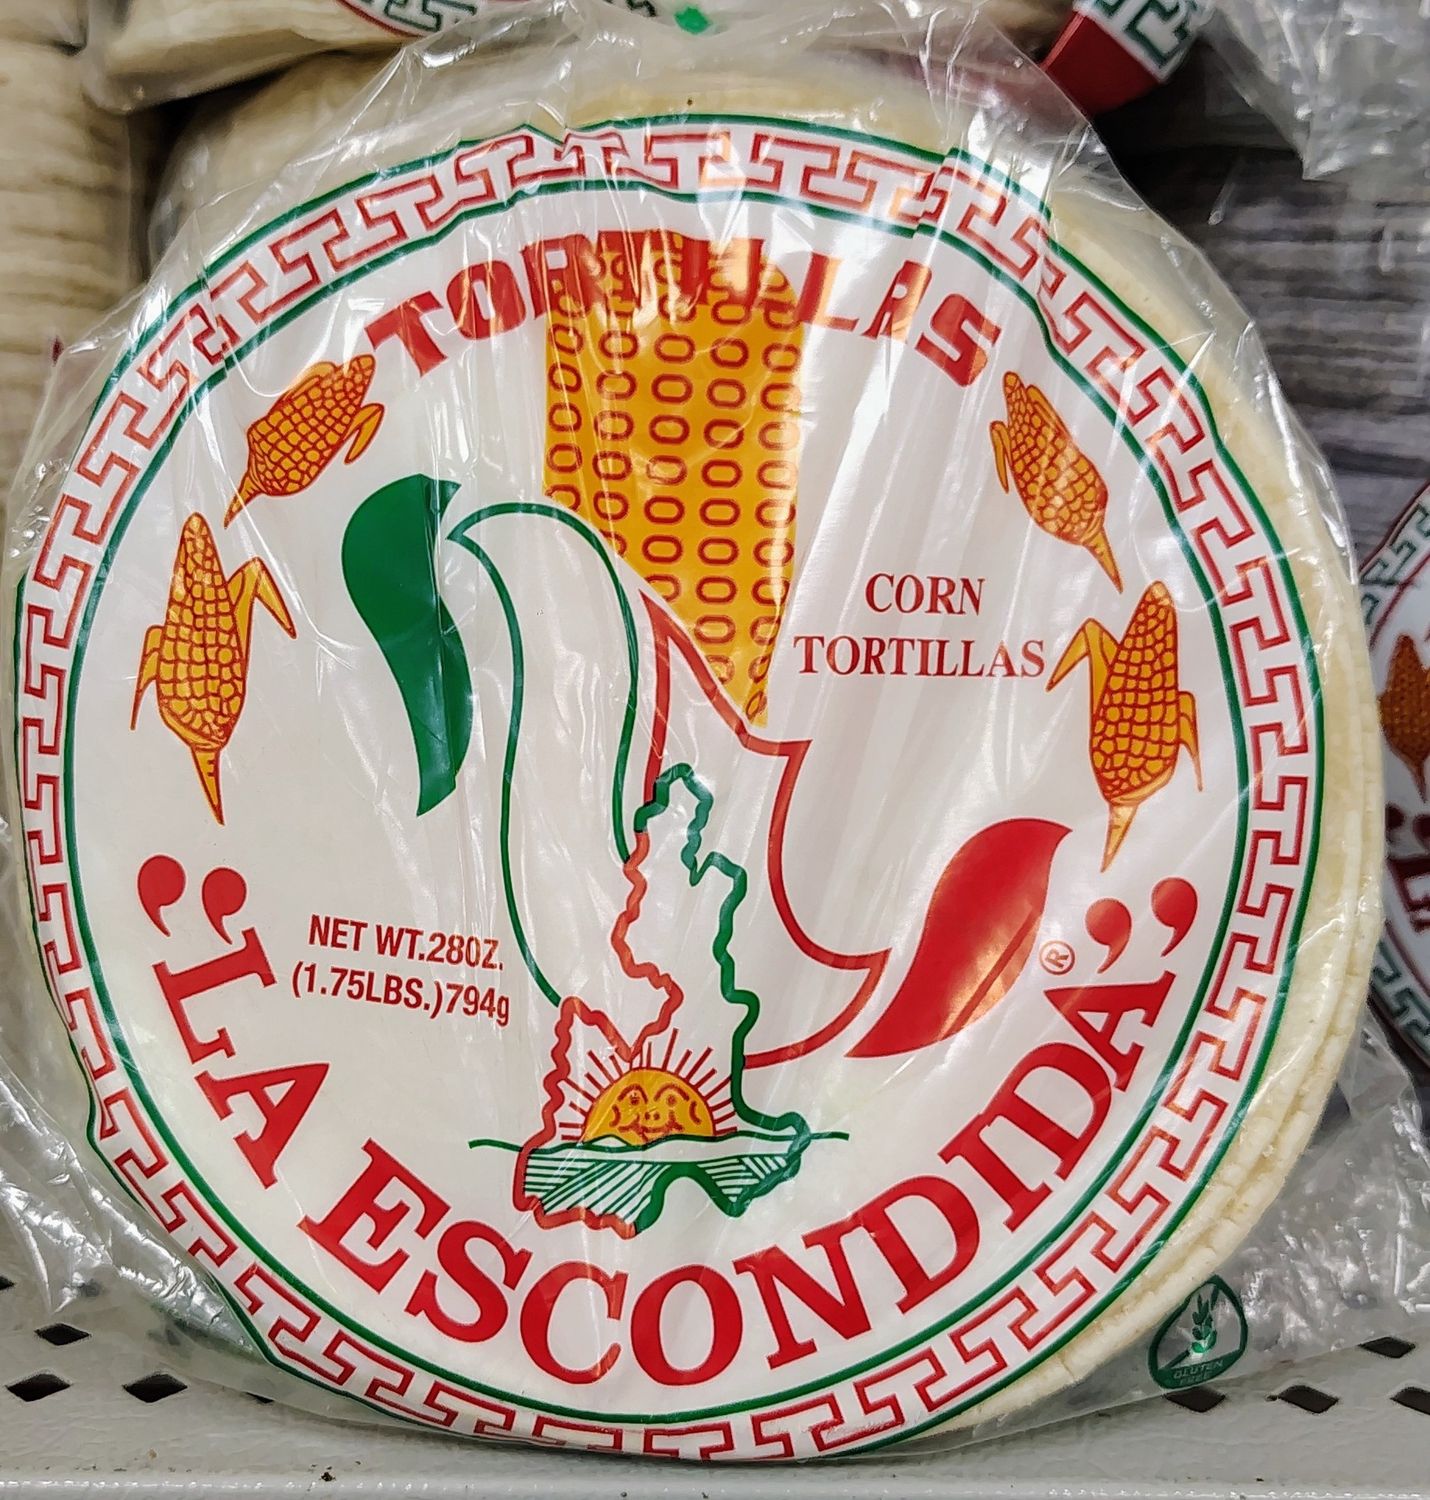 TORTILLAS
CORN
TORTILLAS
NET WT.28OZ.
(1.75LBS.)794g
,,LA ESCONDIDA,,®
GLUTEN
FREE